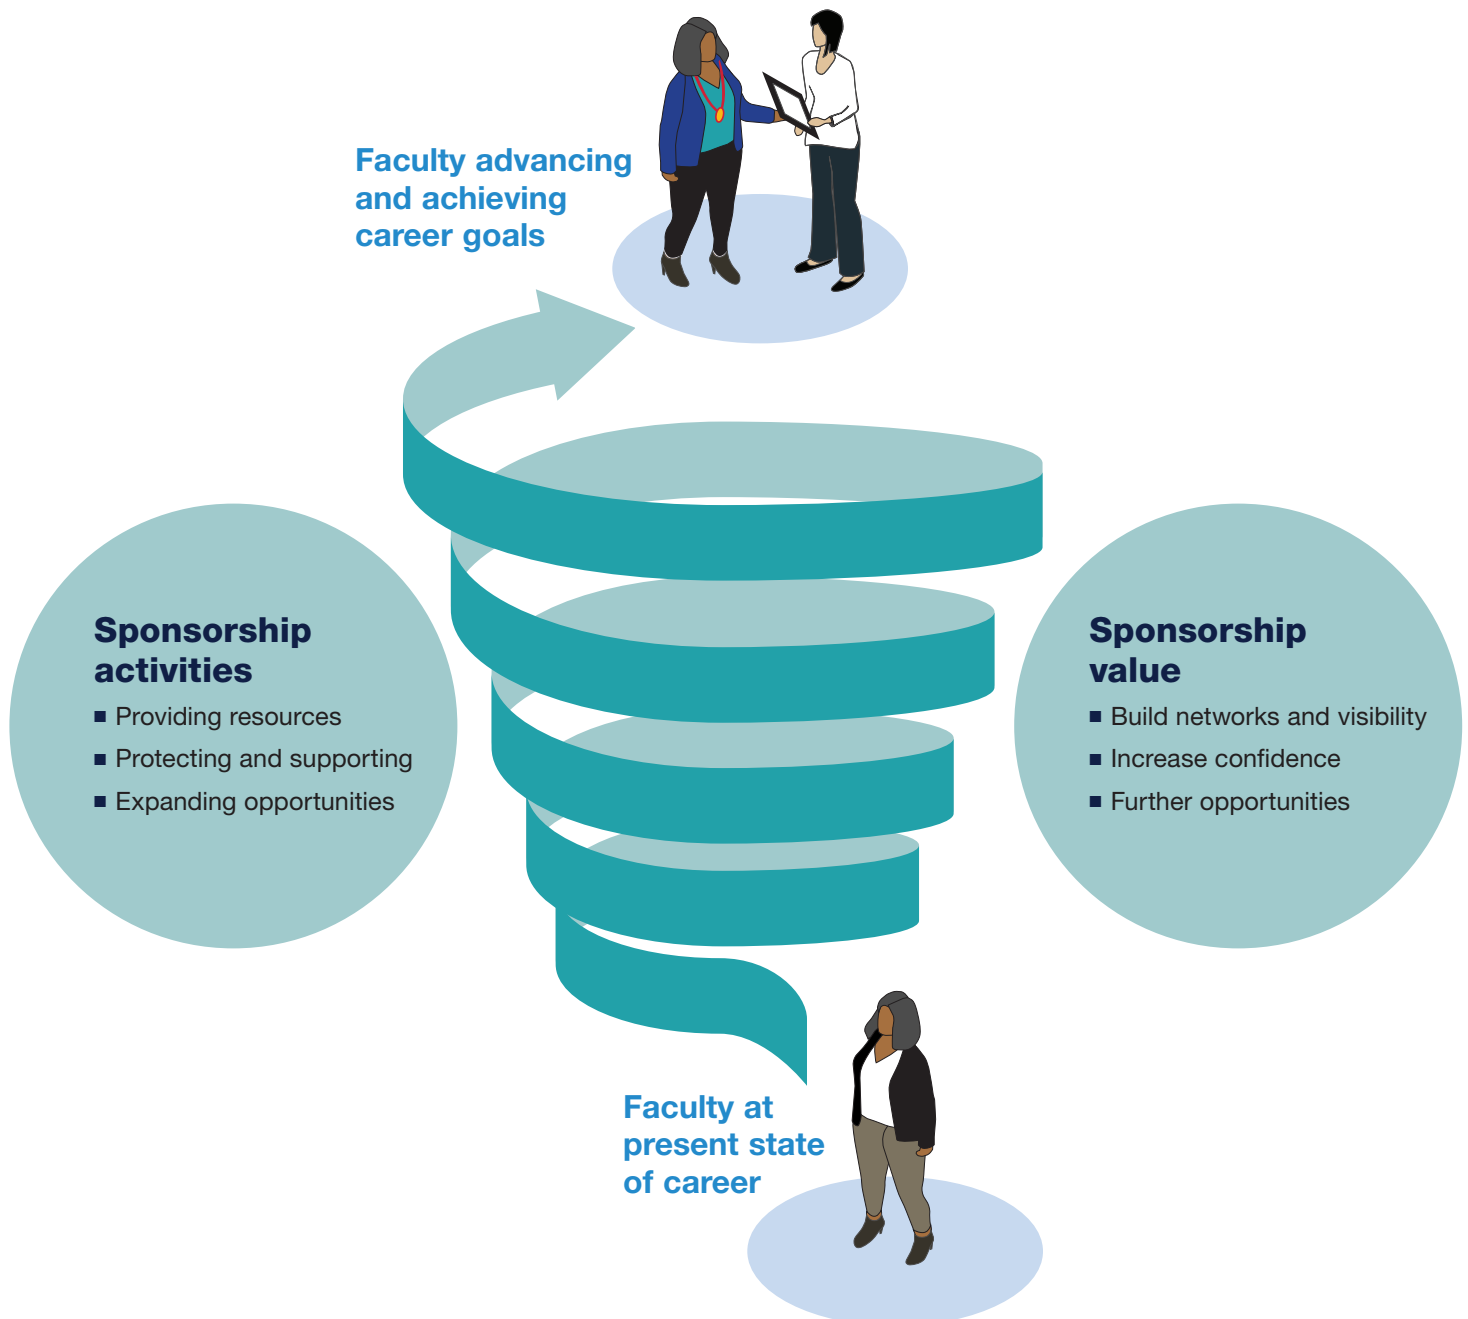 Faculty advancing
and achieving
career goals
Sponsorship
activities
■ Providing resources
■ Protecting and supporting
■ Expanding opportunities
Sponsorship
value
■ Build networks and visibility
■ Increase confidence
■ Further opportunities
Faculty at
present state
of career